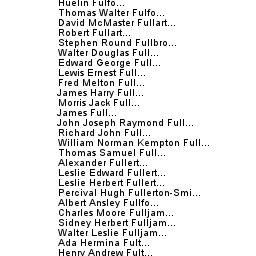 Huelin Fulfo...
Thomas Walter Fulfo...
David McMaster Fullart...
Robert Fullart...
Stephen Round Fullbro...
Walter Douglas Full...
Edward George Full...
Lewis Ernest Full...
Fred Melton Full...
James Harry Full...
Morris Jack Full...
James Full...
John Joseph Raymond Full...
Richard John Full...
William Norman Kempton Full...
Thomas Samuel Full...
Alexander Fullert...
Leslie Edward Fullert...
Leslie Herbert Fullert...
Percival Hugh Fullerton-Smi...
Albert Ansley Fullfo...
Charles Moore Fulljam...
Sidney Herbert Fulljam...
Walter Leslie Fulljam...
Ada Hermina Fult...
Henry Andrew Fult...